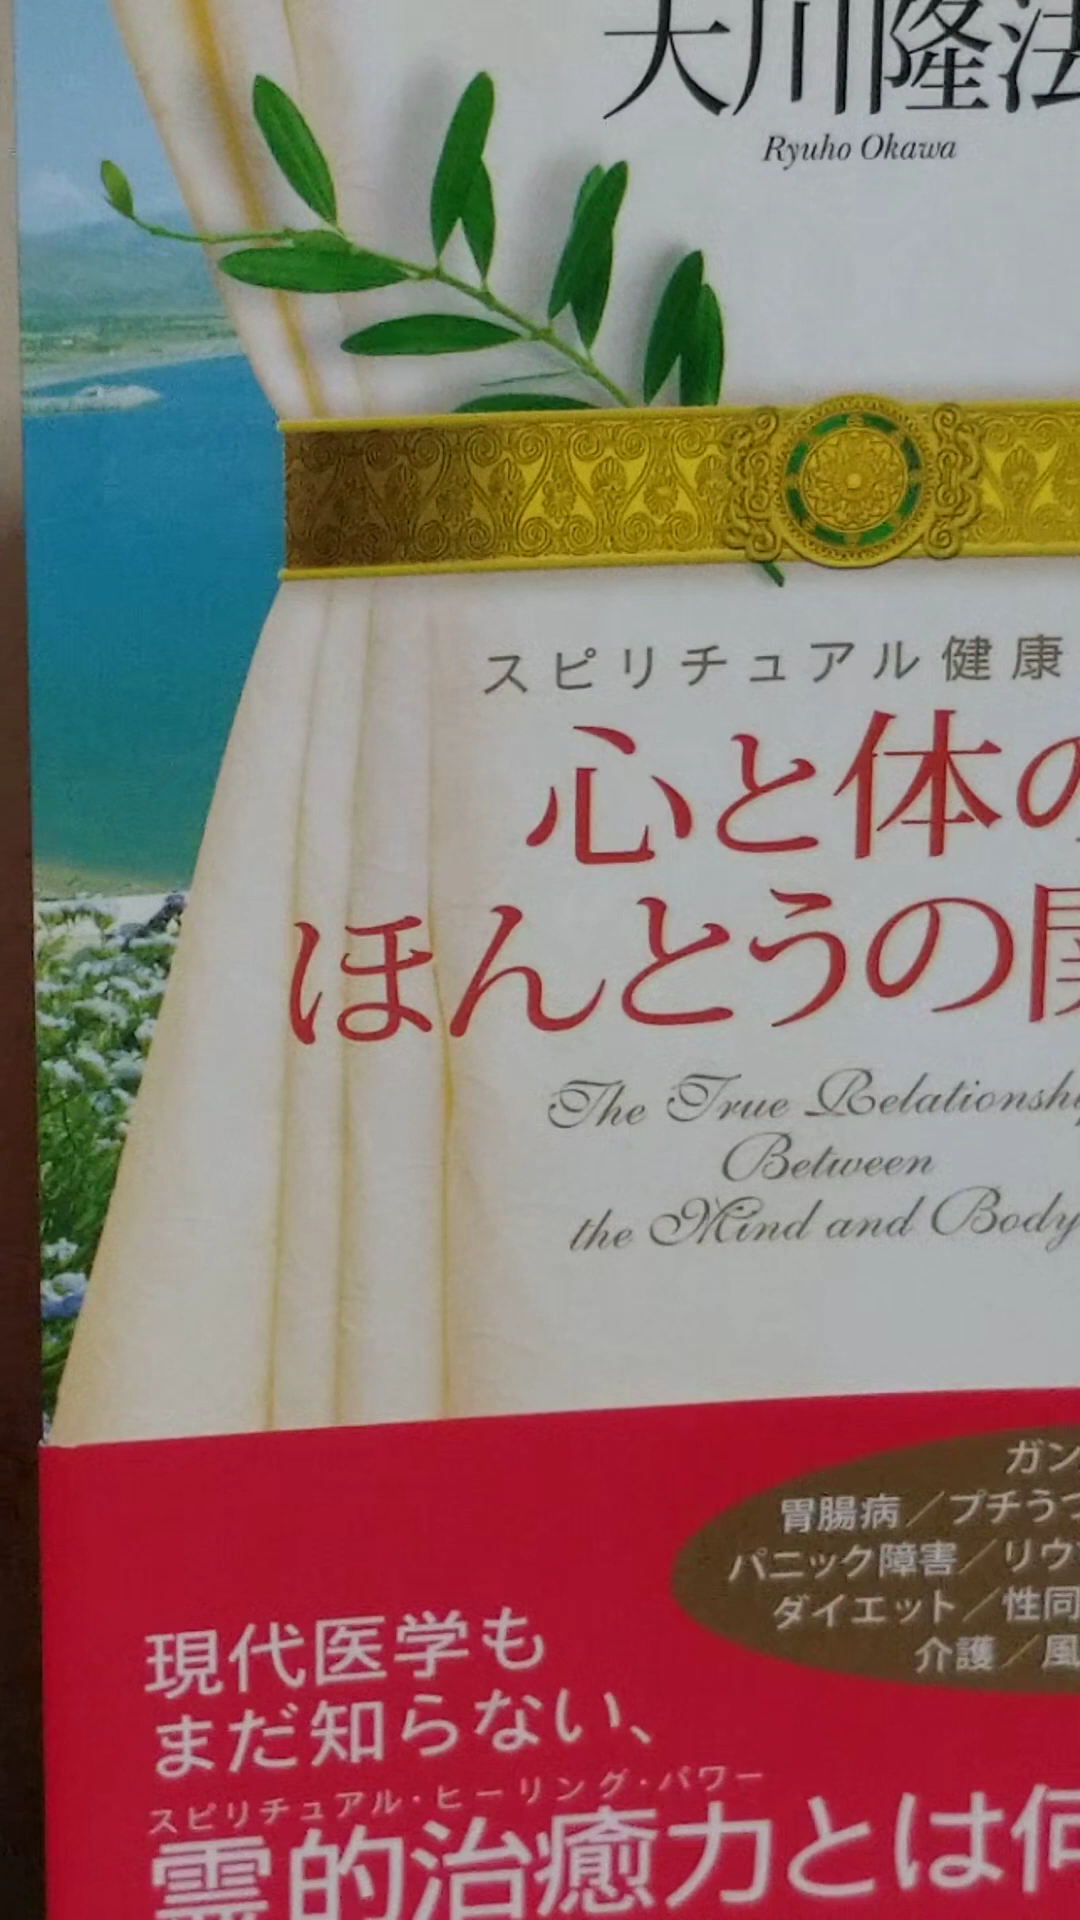 大川隆法
Ryuho Okawa
スピリチュアル健康
心と体の
ほんとうの関
The True Relationship
Between
the Mind and Body
ガン
胃腸病／プチうつ
パニック障害／リウマ
ダイエット／性同
介護／風
現代医学も
まだ知らない、
スピリチュアル・ヒーリング・パワー
霊的治癒力とは何